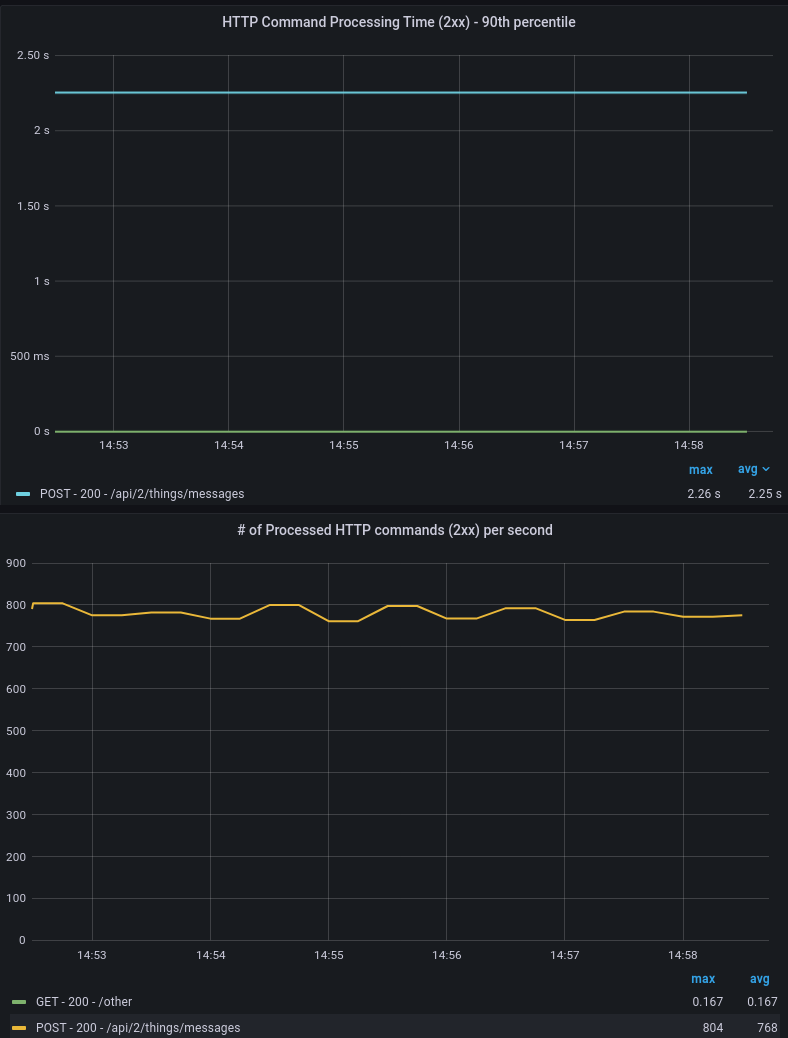 HTTP Command Processing Time (2xx) - 90th percentile
2.50 s
2 s
1.50 s
1 s
500 ms
0 s
14:53 14:54 14:55 14:56 14:57 14:58
max avg
POST - 200 - /api/2/things/messages 2.26 s 2.25 s
# of Processed HTTP commands (2xx) per second
900
800
700
600
500
400
300
200
100
0
14:53 14:54 14:55 14:56 14:57 14:58
max avg
GET - 200 - /other 0.167 0.167
POST - 200 - /api/2/things/messages 804 768